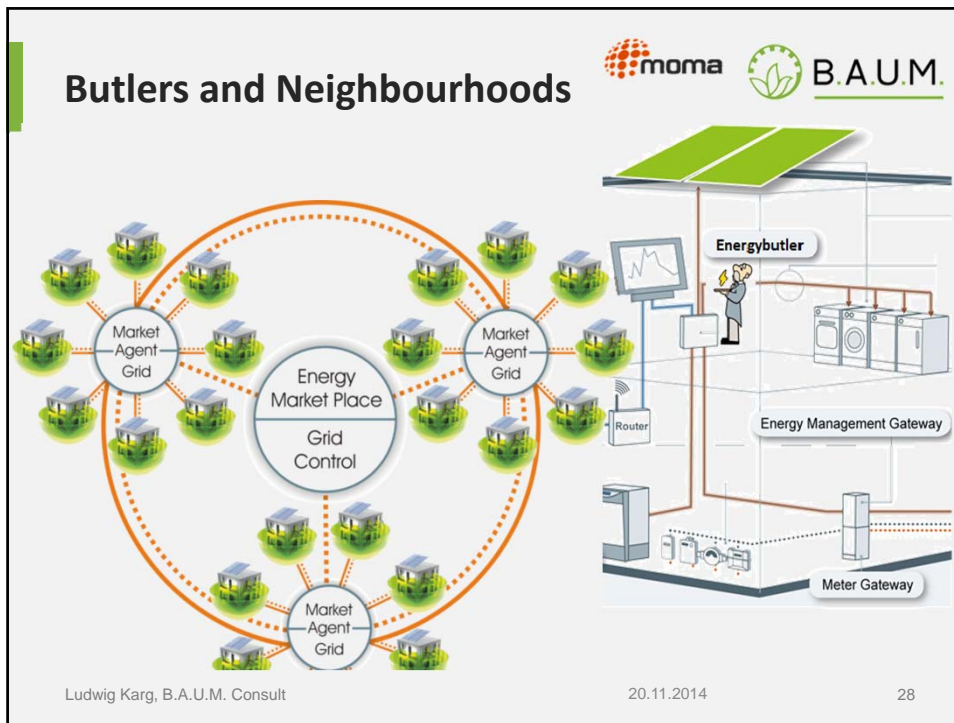 Butlers and Neighbourhoods
moma
B.A.U.M.
Market
Agent
Grid
Energy
Market Place
Grid
Control
Market
Agent
Grid
Market
Agent
Grid
Energybutler
Router
Energy Management Gateway
Meter Gateway
Ludwig Karg, B.A.U.M. Consult
20.11.2014
28